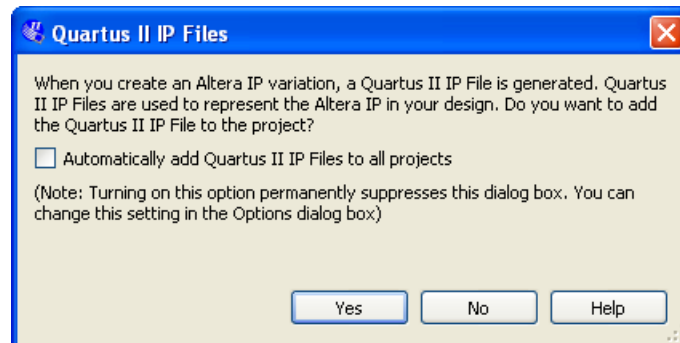 Quartus II IP Files
When you create an Altera IP variation, a Quartus II IP File is generated. Quartus
II IP Files are used to represent the Altera IP in your design. Do you want to add
the Quartus II IP File to the project?
Automatically add Quartus II IP Files to all projects
(Note: Turning on this option permanently suppresses this dialog box. You can
change this setting in the Options dialog box)
Yes No Help